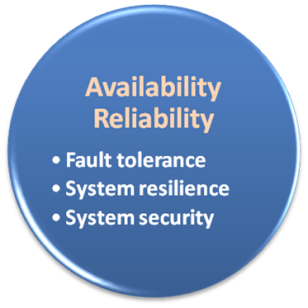 Availability
Reliability
• Fault tolerance
• System resilience
• System security